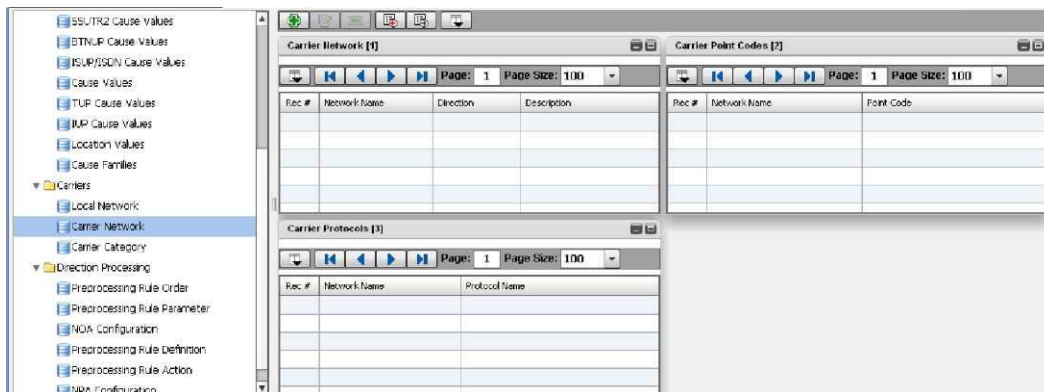 SSUTR2 Cause Values
BTNUP Cause Values
ISUP/ISDN Cause Values
Cause Values
TUP Cause Values
IUP Cause Values
Location Values
Cause Families
Carriers
Local Network
Carrier Network
Carrier Category
Direction Processing
Preprocessing Rule Order
Preprocessing Rule Parameter
NOA Configuration
Preprocessing Rule Definition
Preprocessing Rule Action
NPA Configuration
Carrier Network [1]
Page: 1 Page Size: 100
Rec # Network Name Direction Description
Carrier Point Codes [2]
Page: 1 Page Size: 100
Rec # Network Name Point Code
Carrier Protocols [3]
Page: 1 Page Size: 100
Rec # Network Name Protocol Name